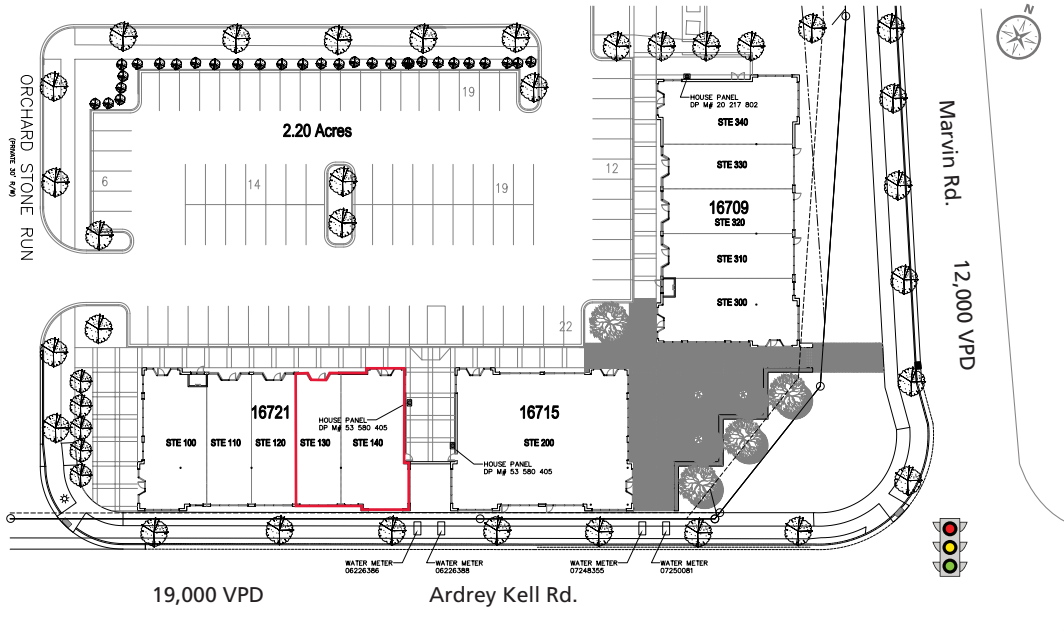 N
19
HOUSE PANEL
DP M# 20 217 802
STE 340
ORCHARD STONE RUN
(PRIVATE 30' R/W)
2.20 Acres
Marvin Rd.
12,000 VPD
6
14
19
12
STE 330
16709
STE 320
STE 310
STE 300
22
16721
HOUSE PANEL
DP M# 53 580 405
STE 100
STE 110
STE 120
STE 130
STE 140
16715
STE 200
HOUSE PANEL
DP M# 53 580 405
WATER METER
06226386
WATER METER
06226388
WATER METER
07248355
WATER METER
07250081
19,000 VPD
Ardrey Kell Rd.